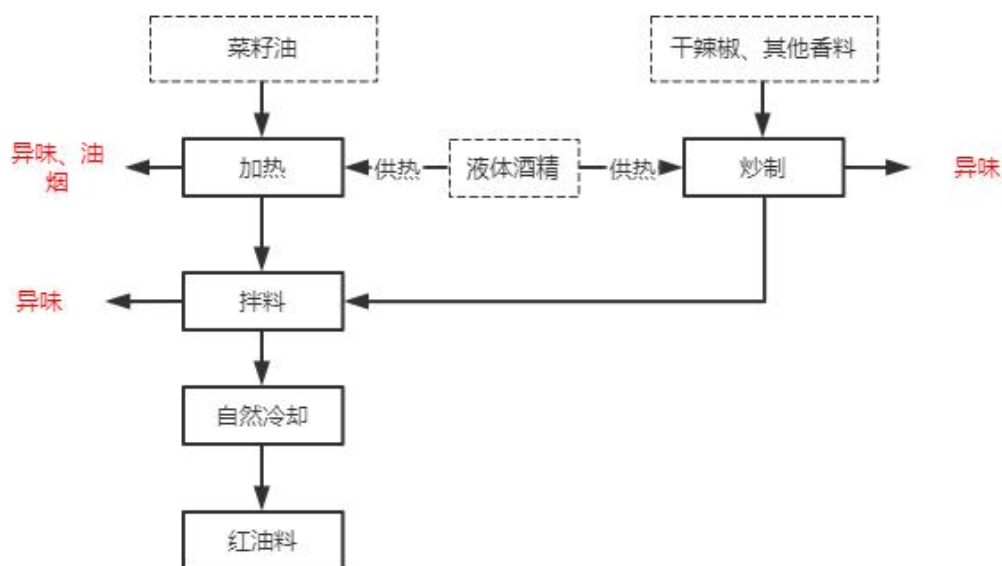 菜籽油
干辣椒、其他香料
异味、油
烟
加热
供热
液体酒精
供热
炒制
异味
异味
拌料
自然冷却
红油料